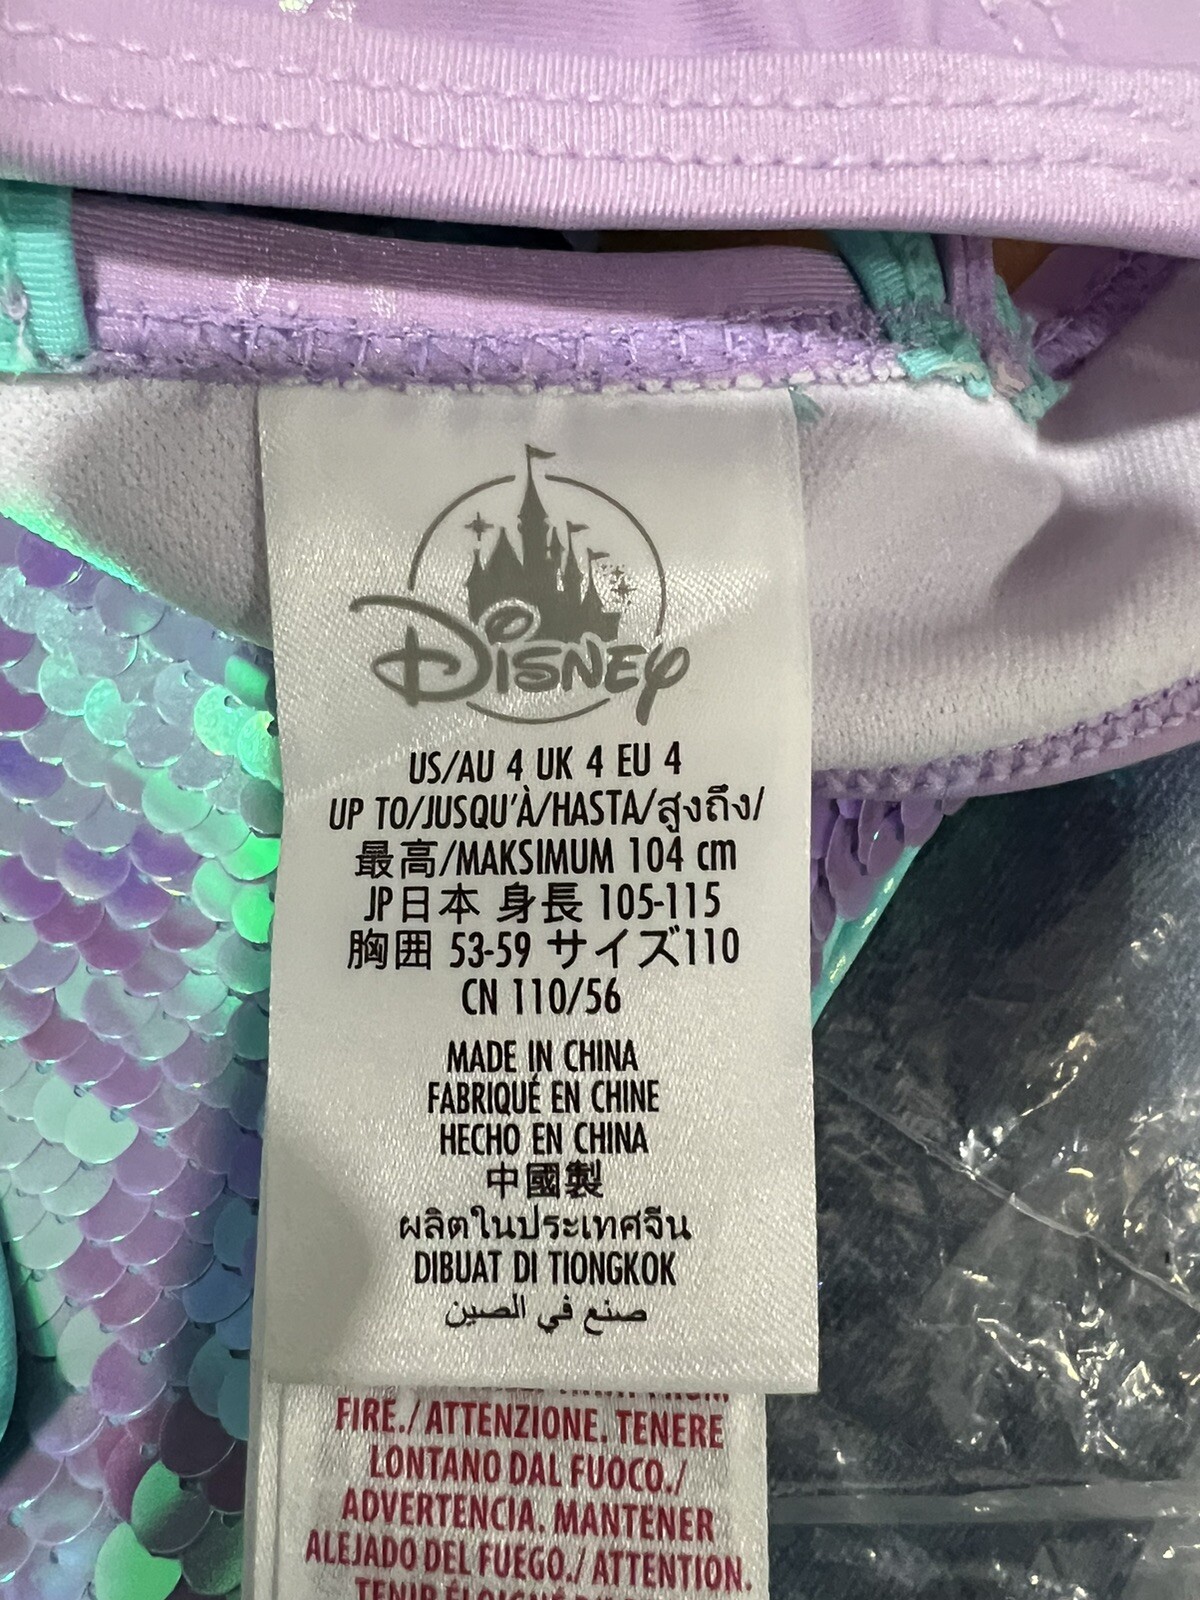 Disney
US/AU 4 UK 4 EU 4
UP TO/JUSQU'À/HASTA/สูงถึง/
最高/MAKSIMUM 104 cm
JP日本 身長 105-115
胸囲 53-59 サイズ110
CN 110/56
MADE IN CHINA
FABRIQUÉ EN CHINE
HECHO EN CHINA
中國製
ผลิตในประเทศจีน
DIBUAT DI TIONGKOK
صنع في الصين
FROM
FIRE./ ATTENZIONE. TENERE
LONTANO DAL FUOCO./
ADVERTENCIA. MANTENER
ALEJADO DEL FUEGO./ ATTENTION.
TENIR ÉLOIGNÉ DU